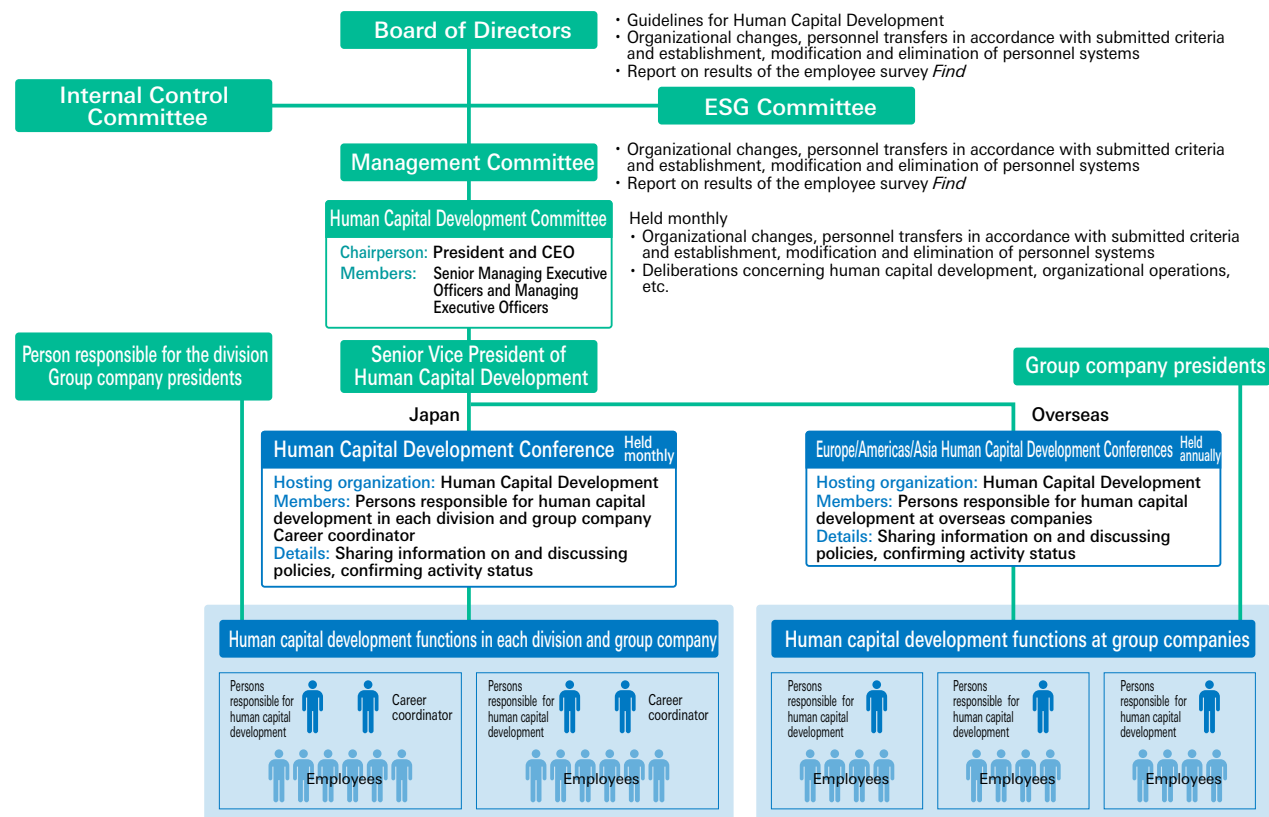 Board of Directors
• Guidelines for Human Capital Development
• Organizational changes, personnel transfers in accordance with submitted criteria
and establishment, modification and elimination of personnel systems
• Report on results of the employee survey Find
Internal Control
Committee
ESG Committee
Management Committee
• Organizational changes, personnel transfers in accordance with submitted criteria
and establishment, modification and elimination of personnel systems
• Report on results of the employee survey Find
Human Capital Development Committee
Chairperson: President and CEO
Members: Senior Managing Executive
Officers and Managing
Executive Officers
Held monthly
• Organizational changes, personnel transfers in accordance with submitted criteria
and establishment, modification and elimination of personnel systems
• Deliberations concerning human capital development, organizational operations,
etc.
Person responsible for the division
Group company presidents
Senior Vice President of
Human Capital Development
Group company presidents
Japan
Overseas
Human Capital Development Conference
Held
monthly
Hosting organization: Human Capital Development
Members: Persons responsible for human capital
development in each division and group company
Career coordinator
Details: Sharing information on and discussing
policies, confirming activity status
Europe/Americas/Asia Human Capital Development Conferences
Held
annually
Hosting organization: Human Capital Development
Members: Persons responsible for human capital
development at overseas companies
Details: Sharing information on and discussing
policies, confirming activity status
Human capital development functions in each division and group company
Persons
responsible for
human capital
development
Career
coordinator
Employees
Persons
responsible for
human capital
development
Career
coordinator
Employees
Human capital development functions at group companies
Persons
responsible for
human capital
development
Employees
Persons
responsible for
human capital
development
Employees
Persons
responsible for
human capital
development
Employees